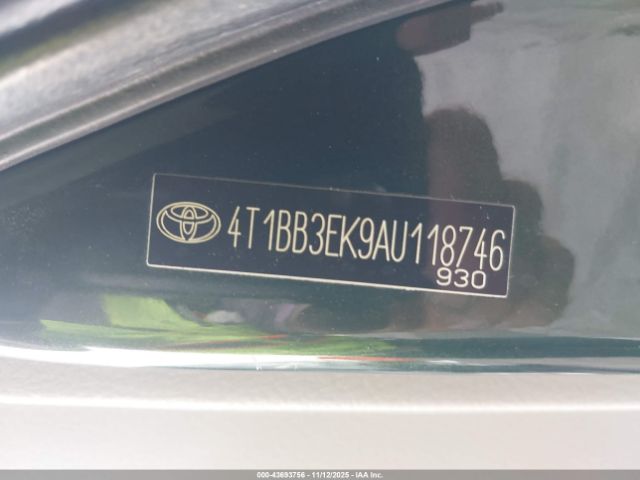 4T1BB3EK9AU118746
930
000-43693756 - 11/12/2025 - IAA Inc.